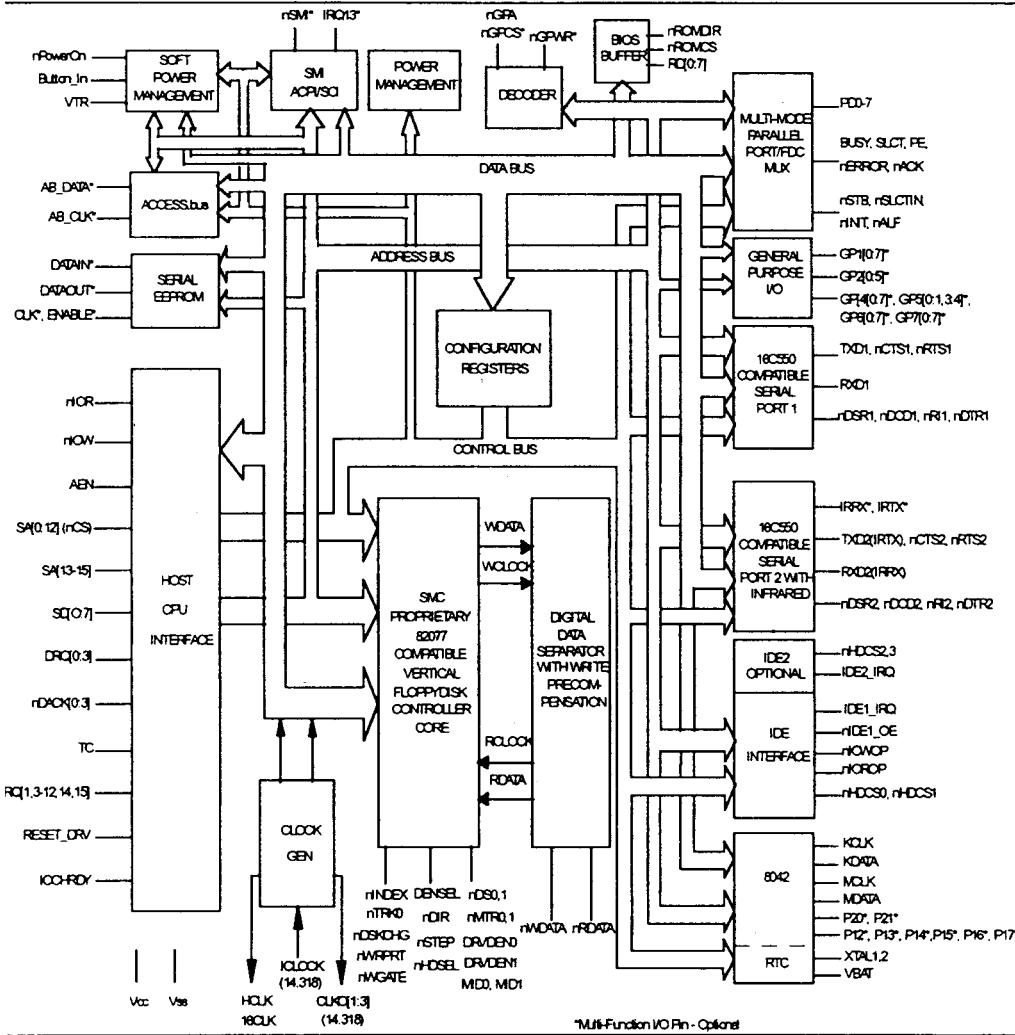 nSMI* IRQ13*
nGPA
nGPCS* nGPWR*
BIOS
BUFFER
nROMDIR
nROMCS
RD[0:7]
nPowerOn
Button_In
VTR
SOFT
POWER
MANAGEMENT
SMI
ACPI/SCI
POWER
MANAGEMENT
DECODER
MULTI-MODE
PARALLEL
PORT/FDC
MUX
PD0-7
BUSY, SLCT, PE,
nERROR, nACK
nSTB, nSLCTIN,
nINIT, nALF
DATA BUS
AB_DATA*
AB_CLK*
ACCESS.bus
ADDRESS BUS
DATAIN*
DATAOUT*
CLK*, ENABLE*
SERIAL
EEPROM
GENERAL
PURPOSE
I/O
GP1[0:7]*
GP2[0:5]*
GP[4[0:7]*, GP5[0:1,3:4]*,
GP6[0:7]*, GP7[0:7]*
CONFIGURATION
REGISTERS
16C550
COMPATIBLE
SERIAL
PORT 1
TXD1, nCTS1, nRTS1
RXD1
nDSR1, nDCD1, nRI1, nDTR1
CONTROL BUS
nIOR
nIOW
AEN
SA[0:12] (nCS)
SA[13-15]
SD[O:7]
DRQ[0:3]
nDACK[0:3]
TC
IRQ[1,3-12,14,15]
RESET_DRV
IOCHRDY
HOST
CPU
INTERFACE
SMC
PROPRIETARY
82077
COMPATIBLE
VERTICAL
FLOPPYDISK
CONTROLLER
CORE
WDATA
WCLOCK
RCLOCK
RDATA
DIGITAL
DATA
SEPARATOR
WITH WRITE
PRECOM-
PENSATION
16C550
COMPATIBLE
SERIAL
PORT 2 WITH
INFRARED
IRRX*, IRTX*
TXD2(IRTX), nCTS2, nRTS2
RXD2(IRRX)
nDSR2, nDCD2, nRI2, nDTR2
IDE2
OPTIONAL
nHDCS2,3
IDE2_IRQ
IDE
INTERFACE
IDE1_IRQ
nIDE1_OE
nIOWOP
nIOROP
nHDCS0, nHDCS1
CLOCK
GEN
8042
RTC
KCLK
KDATA
MCLK
MDATA
P20*, P21*
P12*, P13*, P14*,P15*, P16*, P17*
XTAL1,2
VBAT
nINDEX DENSEL nDS0,1
nTRK0 nDIR nMTR0,1
nDSKCHG nSTEP DRVDEN0
nWRPRT nHDSEL DRVDEN1
nWGATE MID0, MID1
nWDATA nRDATA
ICLOCK
(14.318)
HCLK
16CLK
CLKO[1:3]
(14.318)
Vcc Vss
*Multi-Function I/O Pin - Optional